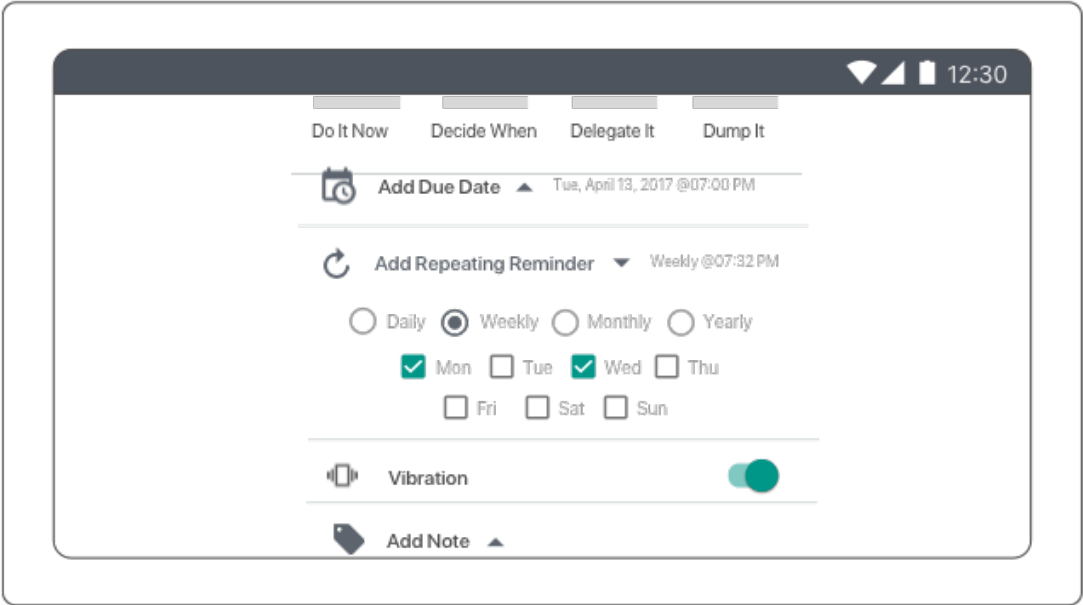 12:30
Do It Now Decide When Delegate It Dump It
Add Due Date Tue, April 13, 2017 @07:00 PM
Add Repeating Reminder Weekly @07:32 PM
Daily Weekly Monthly Yearly
Mon Tue Wed Thu
Fri Sat Sun
Vibration
Add Note